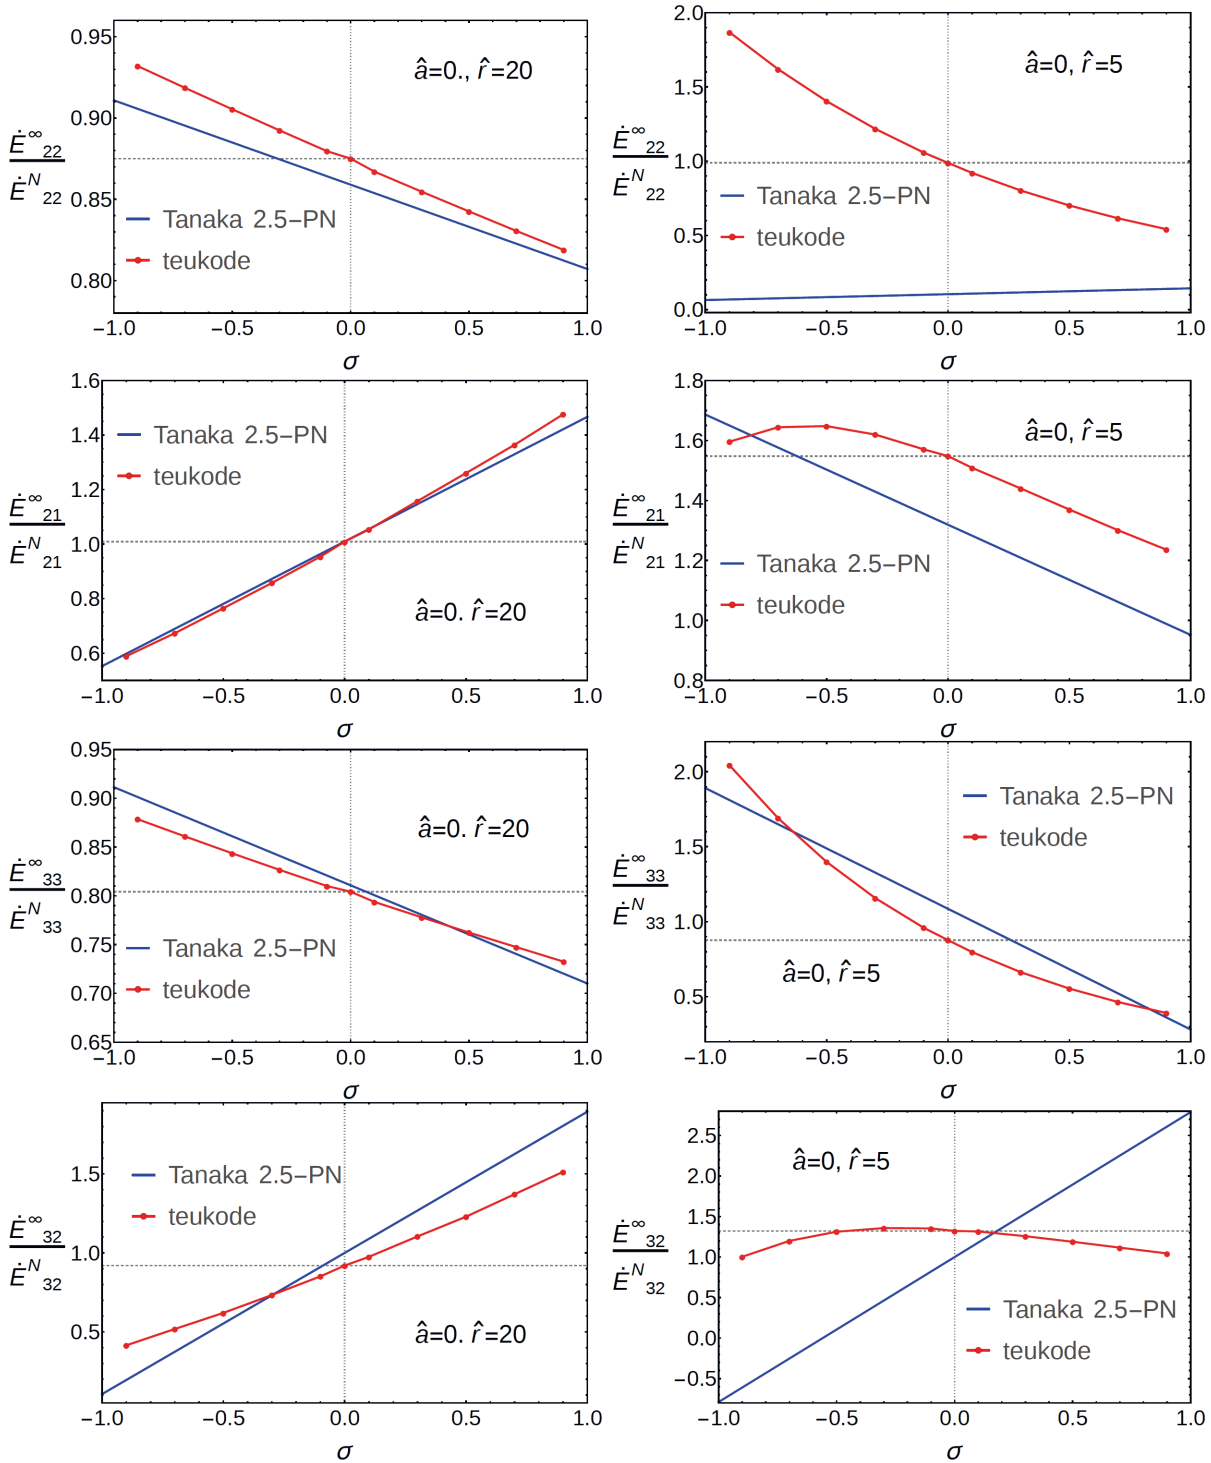 0.95
0.90
0.85
0.80
Ė∞22
ĖN22
â=0., r̂=20
Tanaka 2.5−PN
teukode
−1.0 −0.5 0.0 0.5 1.0
σ
2.0
1.5
1.0
0.5
0.0
Ė∞22
ĖN22
â=0, r̂=5
Tanaka 2.5−PN
teukode
−1.0 −0.5 0.0 0.5 1.0
σ
1.6
1.4
1.2
1.0
0.8
0.6
Ė∞21
ĖN21
Tanaka 2.5−PN
teukode
â=0. r̂=20
−1.0 −0.5 0.0 0.5 1.0
σ
1.8
1.6
1.4
1.2
1.0
0.8
Ė∞21
ĖN21
â=0, r̂=5
Tanaka 2.5−PN
teukode
−1.0 −0.5 0.0 0.5 1.0
σ
0.95
0.90
0.85
0.80
0.75
0.70
0.65
Ė∞33
ĖN33
â=0. r̂=20
Tanaka 2.5−PN
teukode
−1.0 −0.5 0.0 0.5 1.0
σ
2.0
1.5
1.0
0.5
Ė∞33
ĖN33
Tanaka 2.5−PN
teukode
â=0, r̂=5
−1.0 −0.5 0.0 0.5 1.0
σ
1.5
1.0
0.5
Ė∞32
ĖN32
Tanaka 2.5−PN
teukode
â=0. r̂=20
−1.0 −0.5 0.0 0.5 1.0
σ
2.5
2.0
1.5
1.0
0.5
0.0
−0.5
Ė∞32
ĖN32
â=0, r̂=5
Tanaka 2.5−PN
teukode
−1.0 −0.5 0.0 0.5 1.0
σ